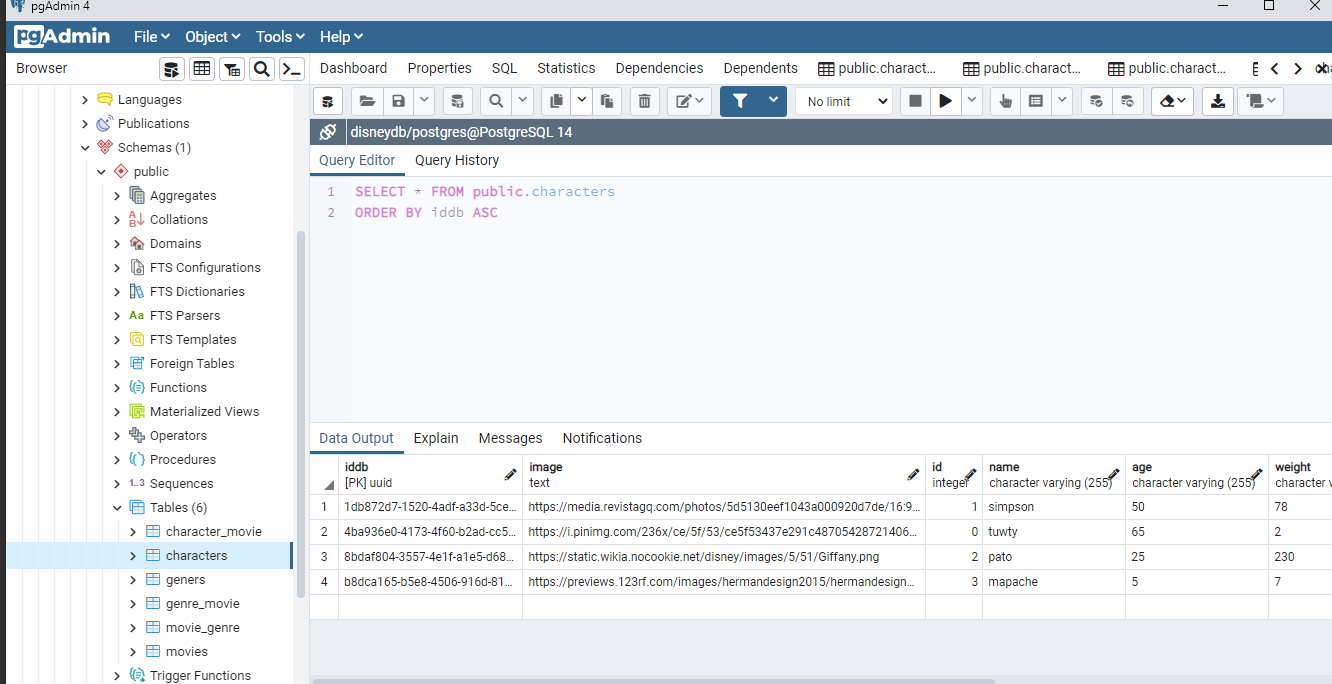 pgAdmin 4
pgAdmin File Object Tools Help
Browser
Dashboard Properties SQL Statistics Dependencies Dependents public.charact... public.charact... public.charact...
No limit
disneydb/postgres@PostgreSQL 14
Query Editor Query History
1 SELECT * FROM public.characters
2 ORDER BY iddb ASC
Languages
Publications
Schemas (1)
public
Aggregates
Collations
Domains
FTS Configurations
FTS Dictionaries
Aa FTS Parsers
FTS Templates
Foreign Tables
Functions
Materialized Views
Operators
Procedures
1..3 Sequences
Tables (6)
character_movie
characters
geners
genre_movie
movie_genre
movies
Trigger Functions
Data Output Explain Messages Notifications
iddb image id name age weight
[PK] uuid text integer character varying (255) character varying (255) character v
1 1db872d7-1520-4adf-a33d-5ce... https://media.revistagq.com/photos/5d5130eef1043a000920d7de/16:9... 1 simpson 50 78
2 4ba936e0-4173-4f60-b2ad-cc5... https://i.pinimg.com/236x/ce/5f/53/ce5f53437e291c48705428721406... 0 tuwty 65 2
3 8bdaf804-3557-4e1f-a1e5-d68... https://static.wikia.nocookie.net/disney/images/5/51/Giffany.png 2 pato 25 230
4 b8dca165-b5e8-4506-916d-81... https://previews.123rf.com/images/hermandesign2015/hermandesign... 3 mapache 5 7